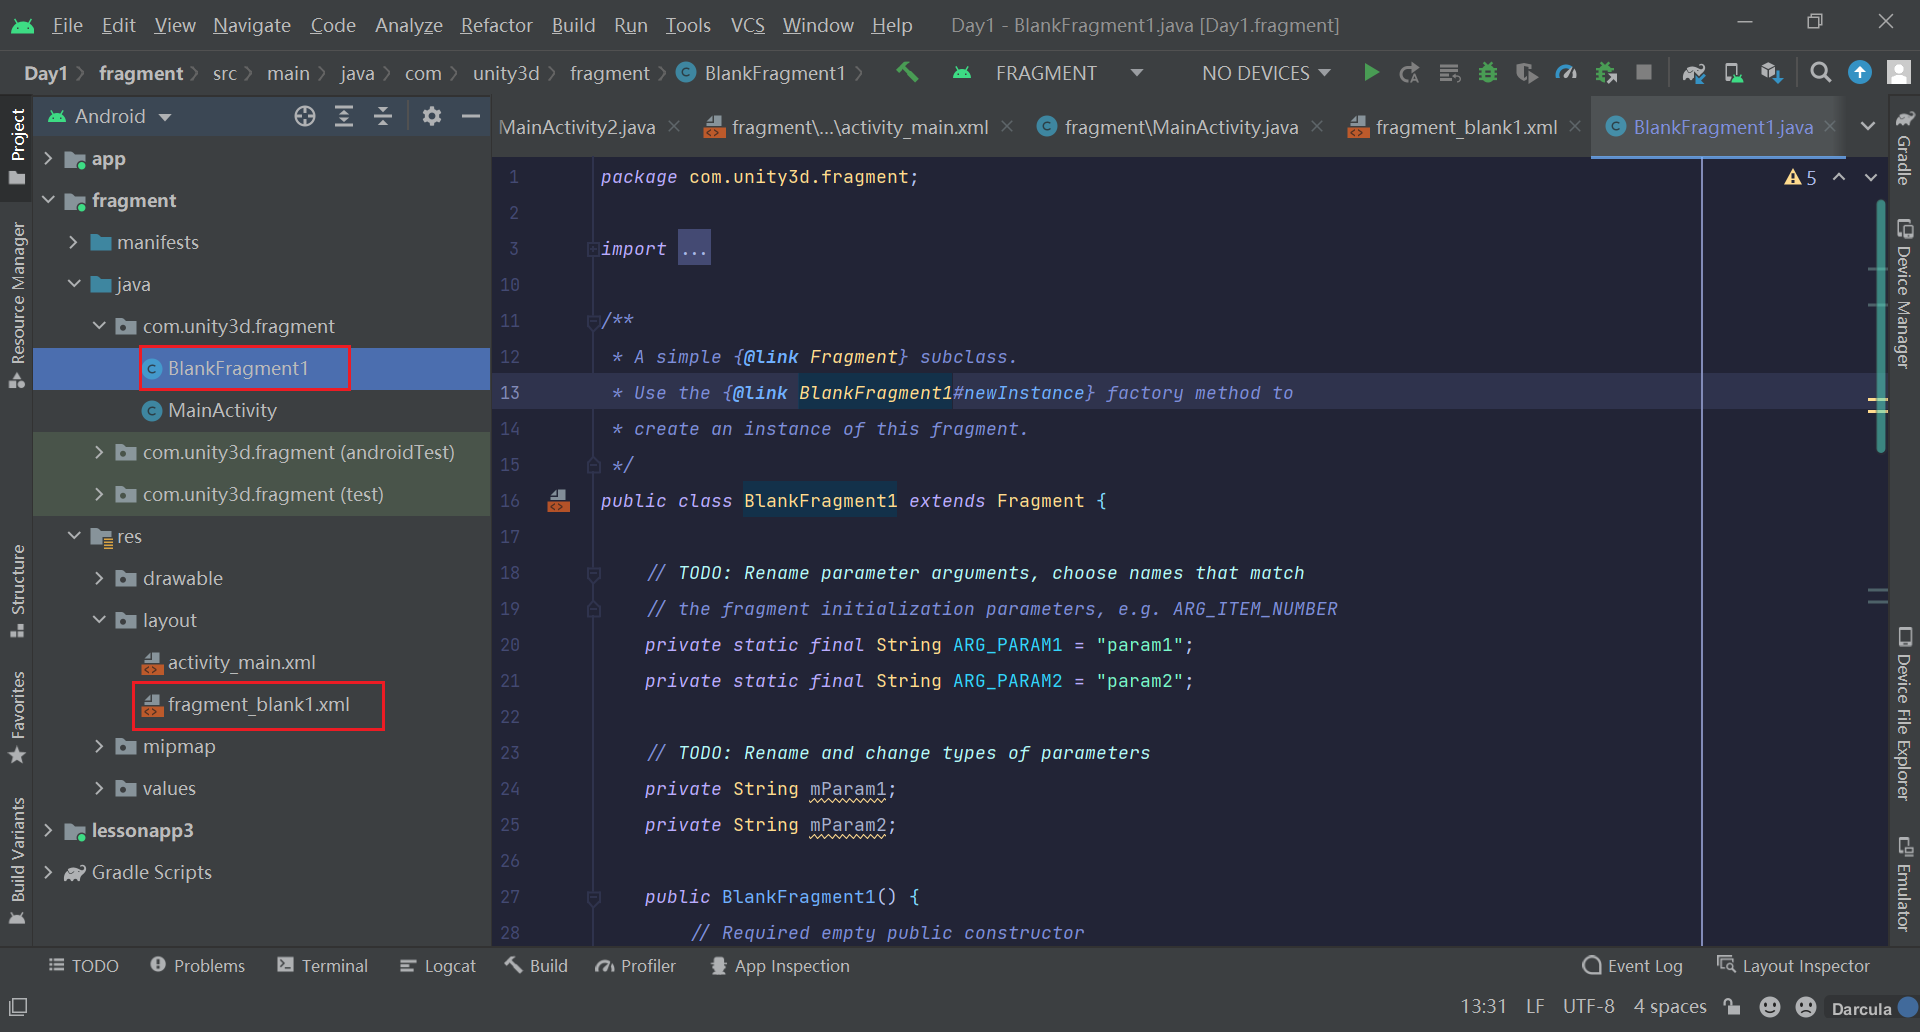 File Edit View Navigate Code Analyze Refactor Build Run Tools VCS Window Help Day1 - BlankFragment1.java [Day1.fragment]
Day1 fragment src main java com unity3d fragment BlankFragment1 FRAGMENT NO DEVICES
Project
Resource Manager
Structure
Favorites
Build Variants
Android
app
fragment
manifests
java
com.unity3d.fragment
BlankFragment1
MainActivity
com.unity3d.fragment (androidTest)
com.unity3d.fragment (test)
res
drawable
layout
activity_main.xml
fragment_blank1.xml
mipmap
values
lessonapp3
Gradle Scripts
MainActivity2.java fragment\...\activity_main.xml fragment\MainActivity.java fragment_blank1.xml BlankFragment1.java
5
1 package com.unity3d.fragment;
2
3 import ...
10
11 /**
12 * A simple {@link Fragment} subclass.
13 * Use the {@link BlankFragment1#newInstance} factory method to
14 * create an instance of this fragment.
15 */
16 public class BlankFragment1 extends Fragment {
17
18 // TODO: Rename parameter arguments, choose names that match
19 // the fragment initialization parameters, e.g. ARG_ITEM_NUMBER
20 private static final String ARG_PARAM1 = "param1";
21 private static final String ARG_PARAM2 = "param2";
22
23 // TODO: Rename and change types of parameters
24 private String mParam1;
25 private String mParam2;
26
27 public BlankFragment1() {
28 // Required empty public constructor
Gradle
Device Manager
Device File Explorer
Emulator
TODO Problems Terminal Logcat Build Profiler App Inspection Event Log Layout Inspector
13:31 LF UTF-8 4 spaces Darcula